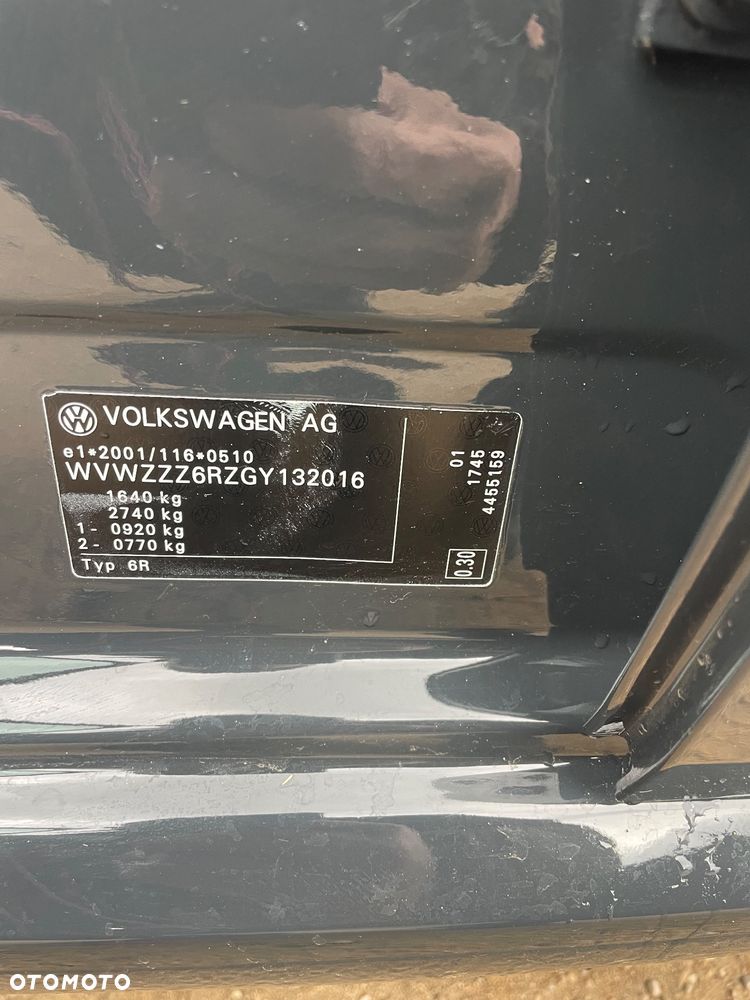 VOLKSWAGEN AG
e1*2001/116*0510
WVWZZZ6RZGY132016
1640 kg
2740 kg
1 - 0920 kg
2 - 0770 kg
Typ 6R
01
1745
4455159
0.30
OTOMOTO